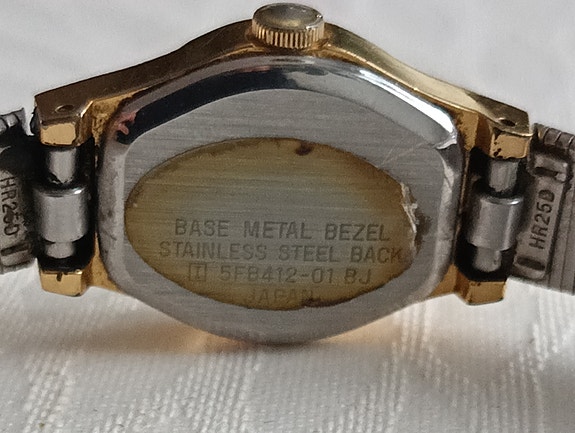 BASE METAL BEZEL
STAINLESS STEEL BACK
5FB412-01 BJ
JAPAN
HR25D
HR25D